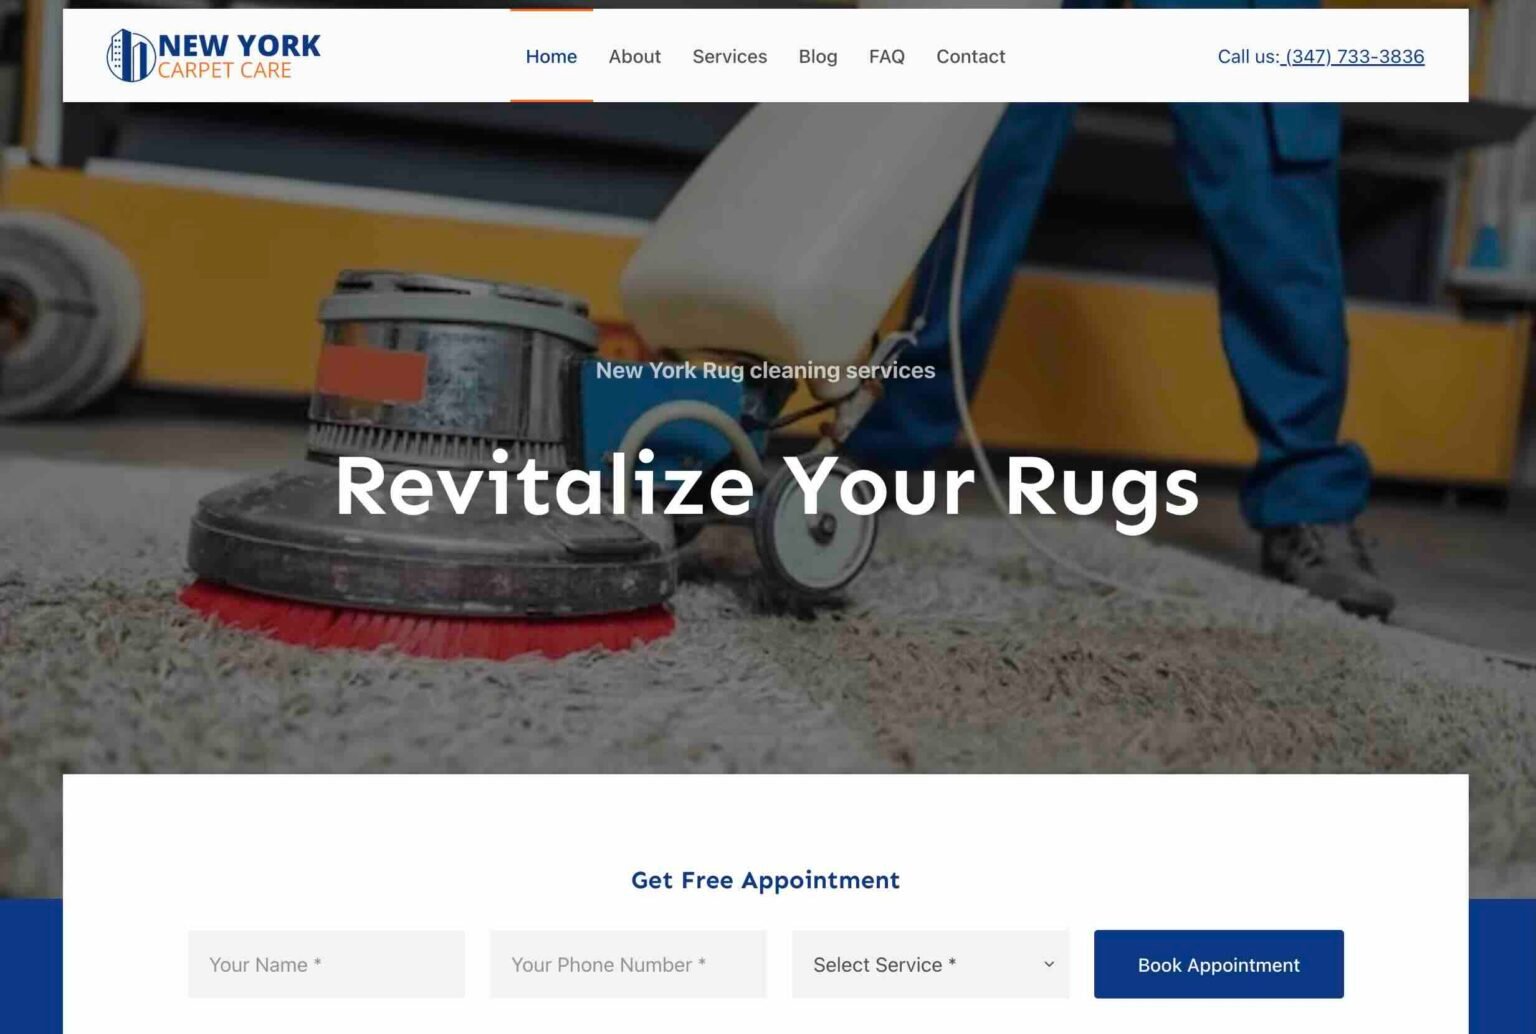 NEW YORK
CARPET CARE
Home About Services Blog FAQ Contact
Call us: (347) 733-3836
New York Rug cleaning services
Revitalize Your Rugs
Get Free Appointment
Your Name * Your Phone Number * Select Service * Book Appointment